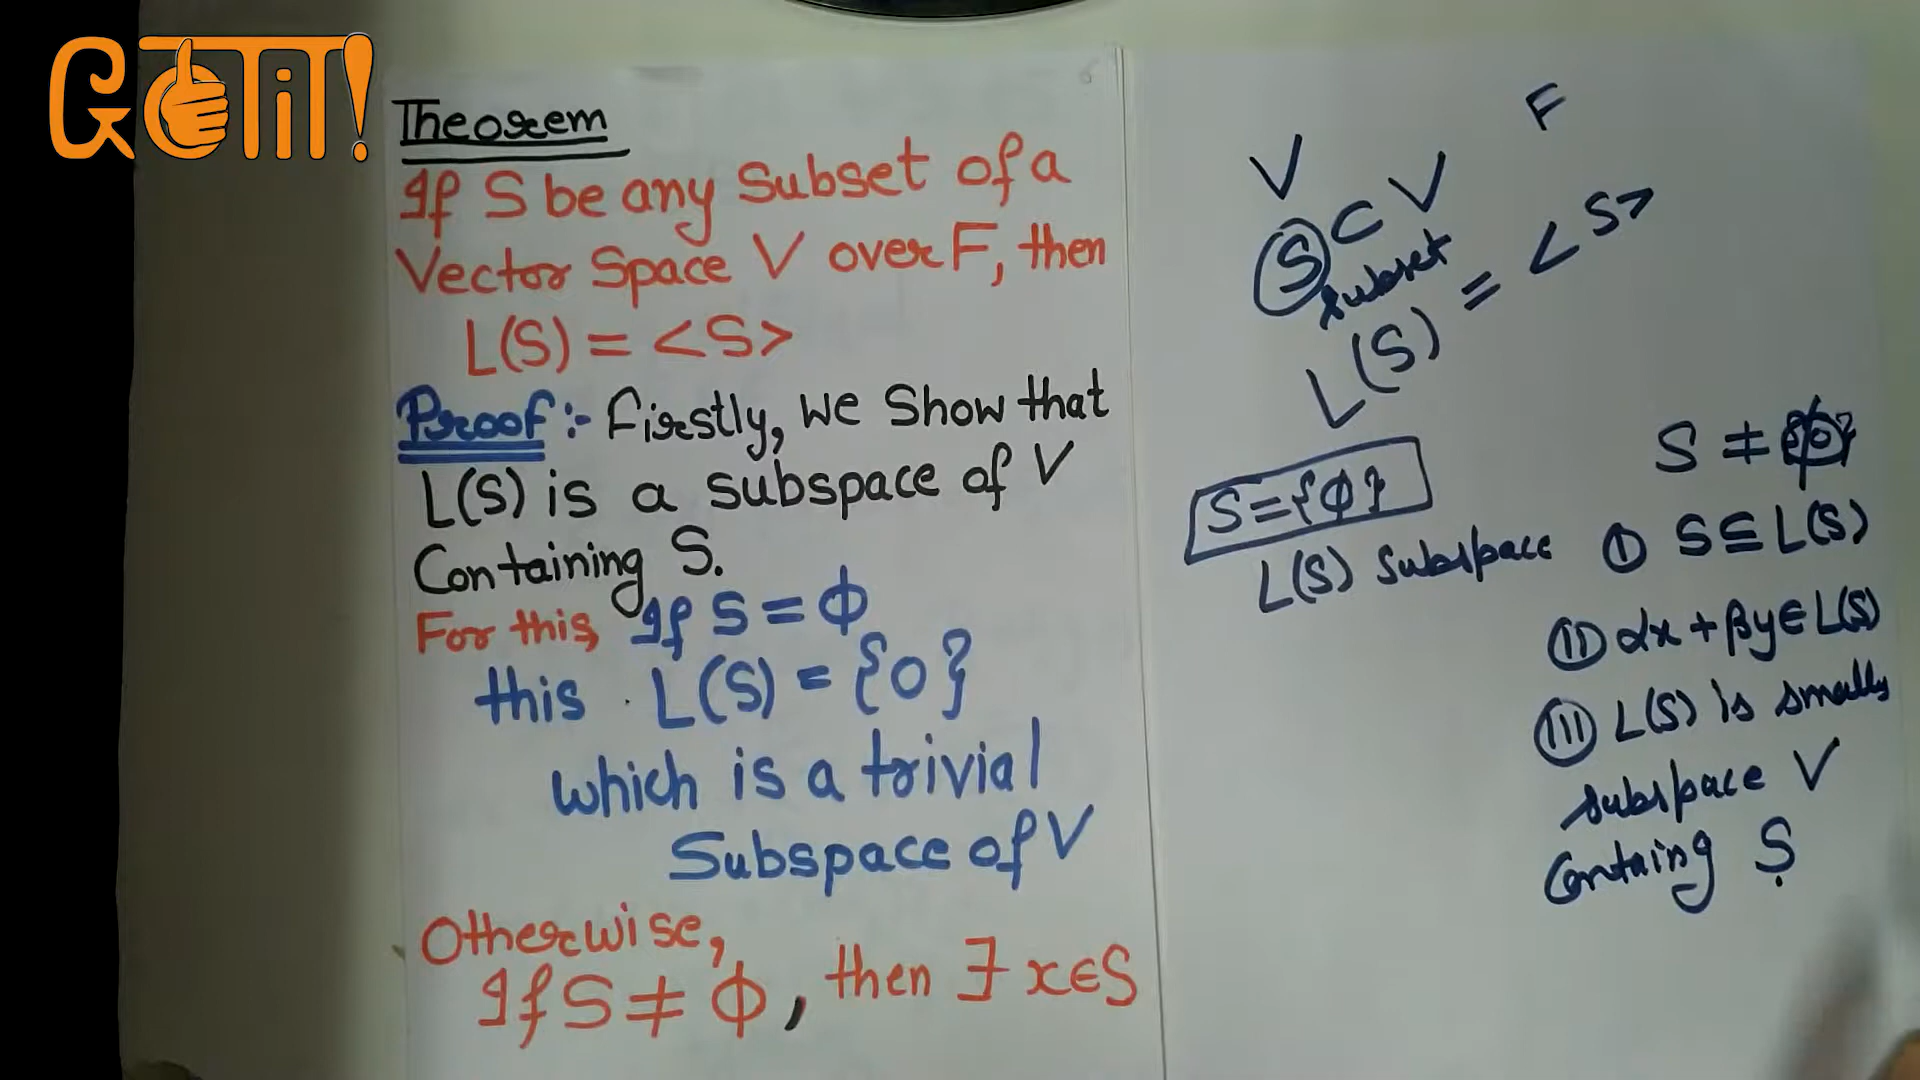 GOTiT!
Theorem
If S be any Subset of a
Vector Space V over F, then
L(S) = <S>
Proof :- Firstly, we show that
L(S) is a subspace of V
Containing S.
For this, If S = Φ
this L(S) = {0}
which is a trivial
Subspace of V
Otherwise,
If S ≠ Φ, then ∃ x∈S
F
V
S ⊂ V
subset
L(S) = <S>
S = {Φ}
L(S) Subspace
S ≠
I S ⊆ L(S)
II αx + βy ∈ L(S)
III L(S) is smally
subspace V
Containg S